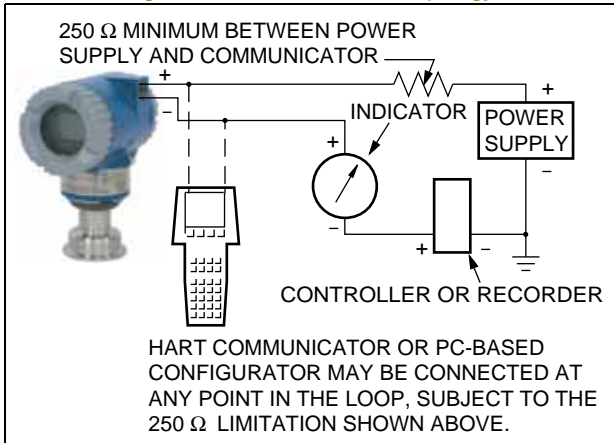 250 Ω MINIMUM BETWEEN POWER
SUPPLY AND COMMUNICATOR
+
−
INDICATOR
+
POWER
SUPPLY
−
+
−
+
−
CONTROLLER OR RECORDER
HART COMMUNICATOR OR PC-BASED
CONFIGURATOR MAY BE CONNECTED AT
ANY POINT IN THE LOOP, SUBJECT TO THE
250 Ω LIMITATION SHOWN ABOVE.